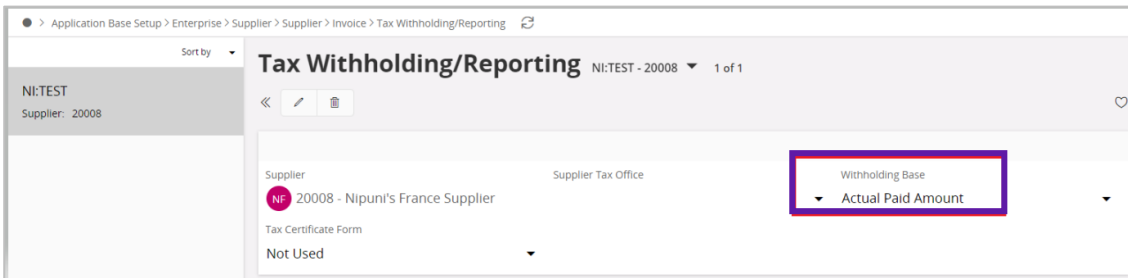 Application Base Setup > Enterprise > Supplier > Supplier > Invoice > Tax Withholding/Reporting
Sort by
NI:TEST
Supplier: 20008
Tax Withholding/Reporting NI:TEST - 20008 1 of 1
Supplier Supplier Tax Office Withholding Base
NF 20008 - Nipuni's France Supplier Actual Paid Amount
Tax Certificate Form
Not Used